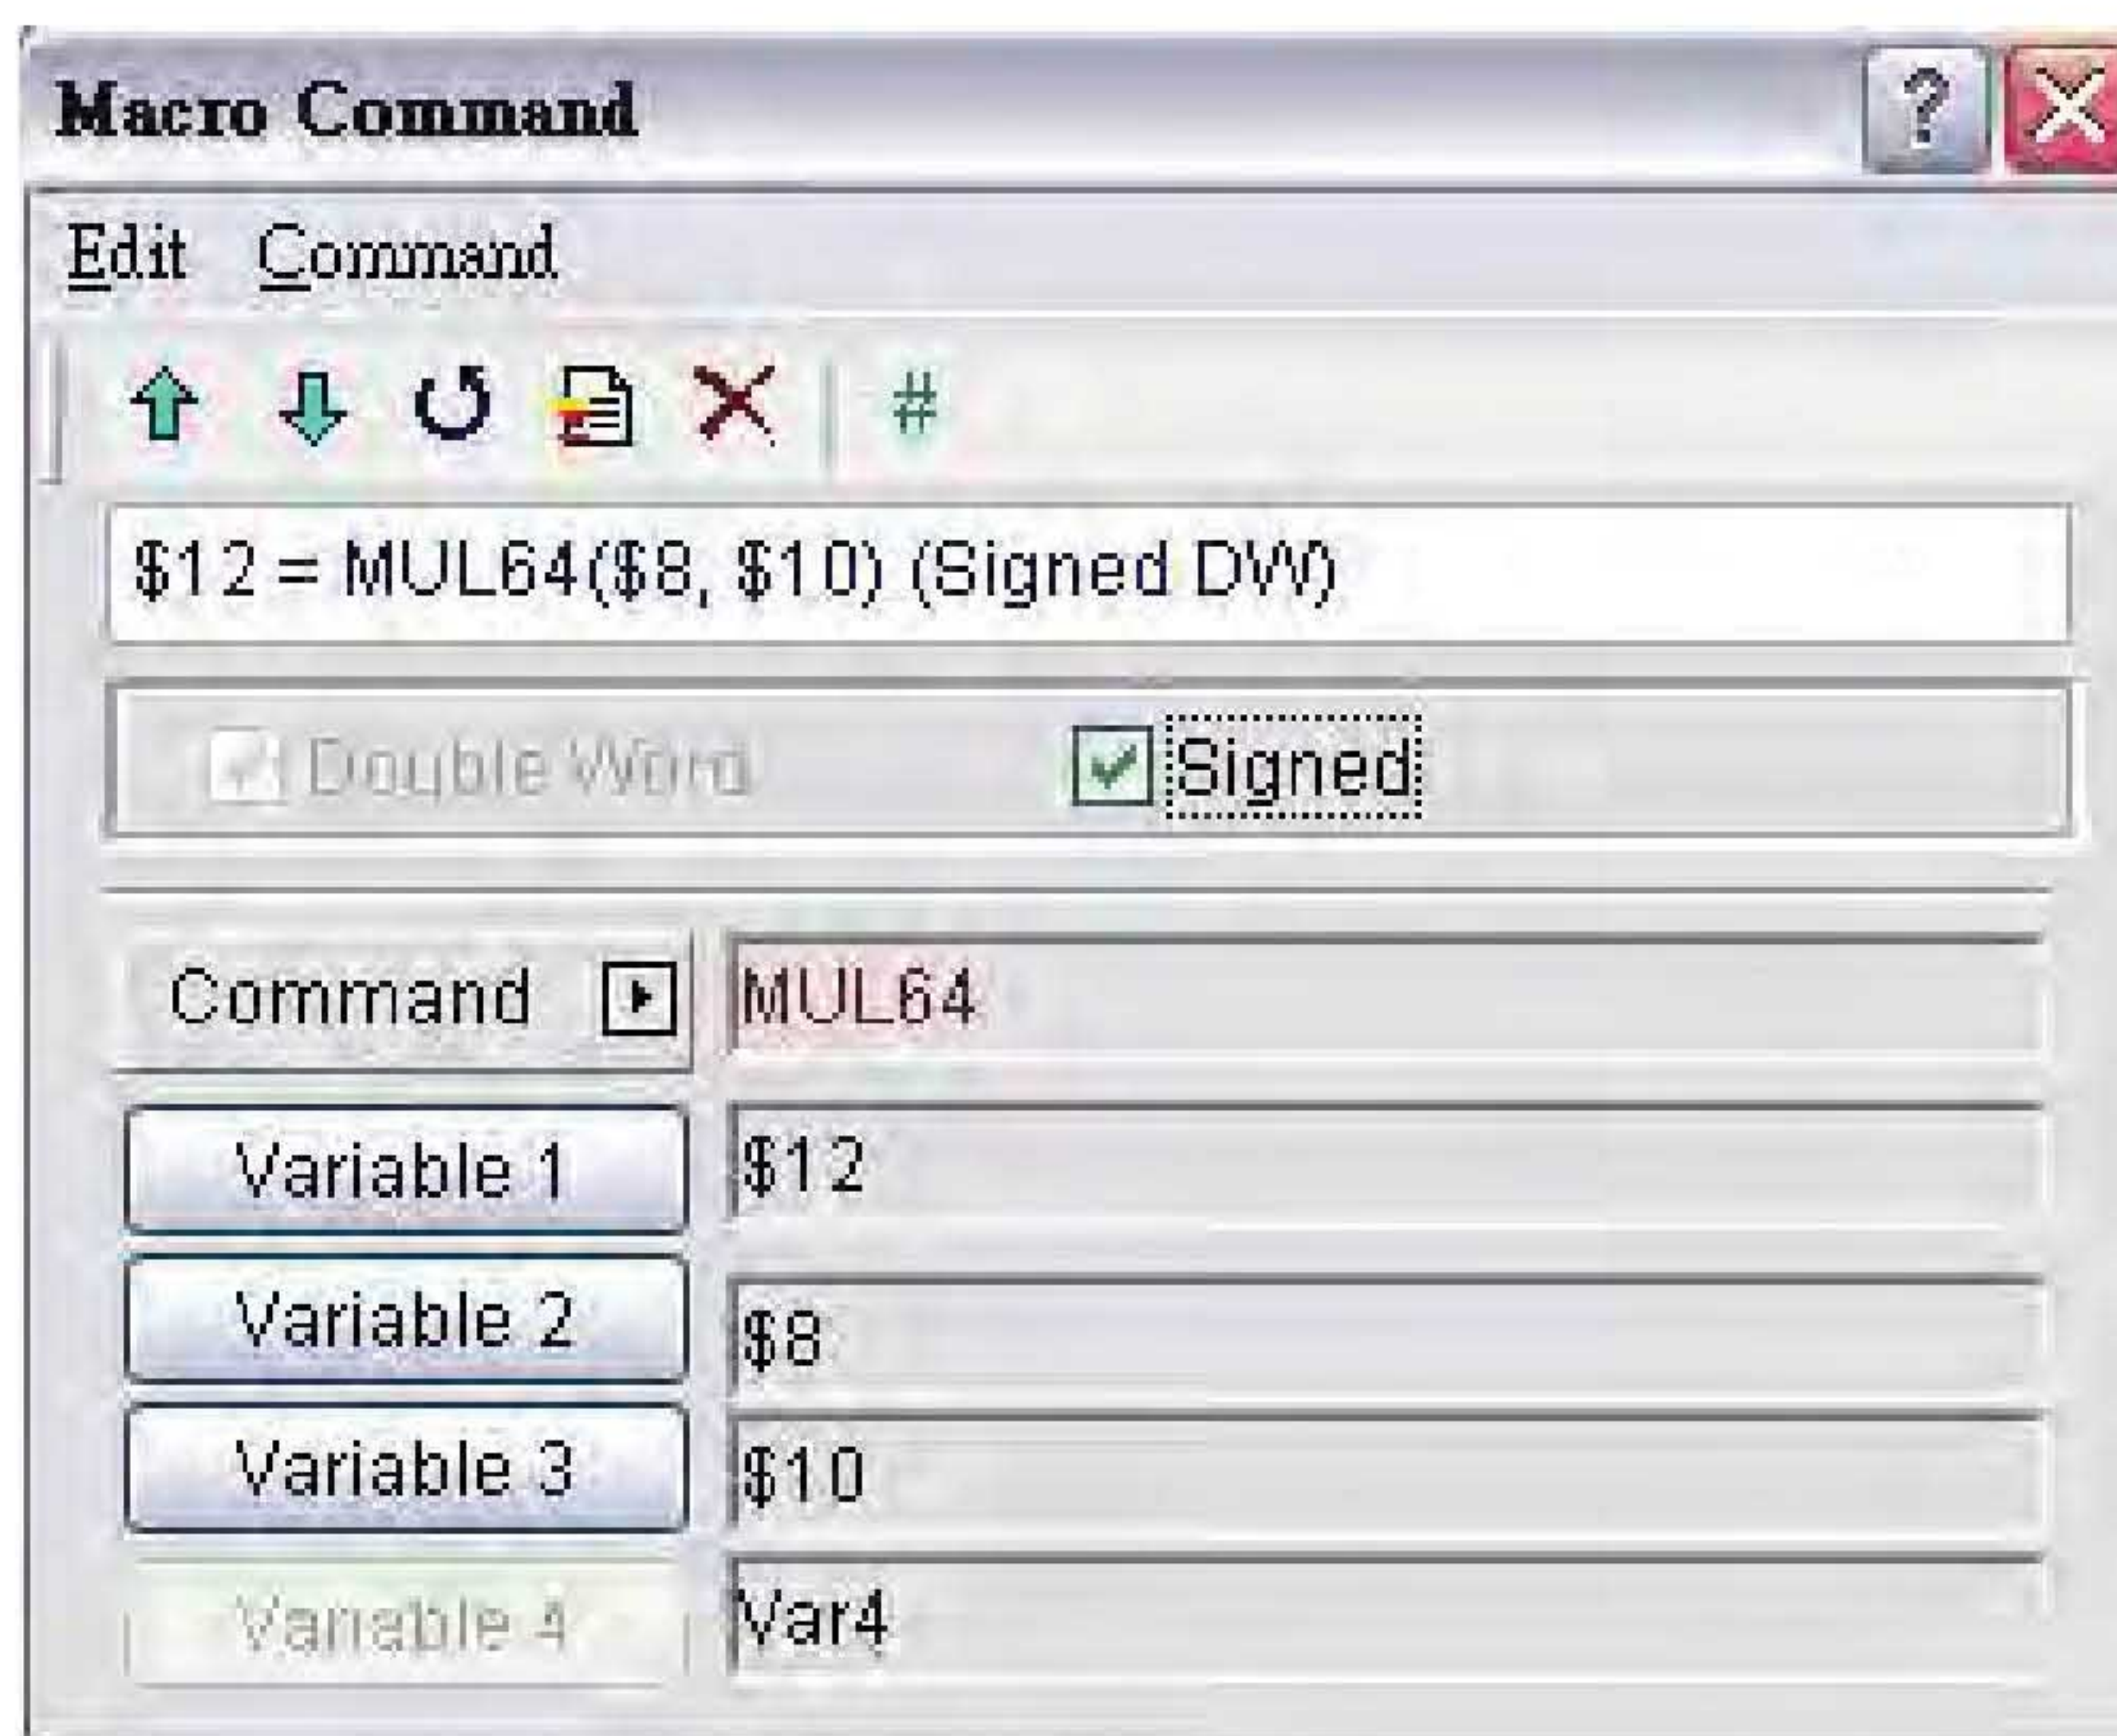 Macro Command
?
Edit Command
#
$12 = MUL64($8, $10) (Signed DW)
Double Word Signed
Command MUL64
Variable 1 $12
Variable 2 $8
Variable 3 $10
Variable 4 Var4